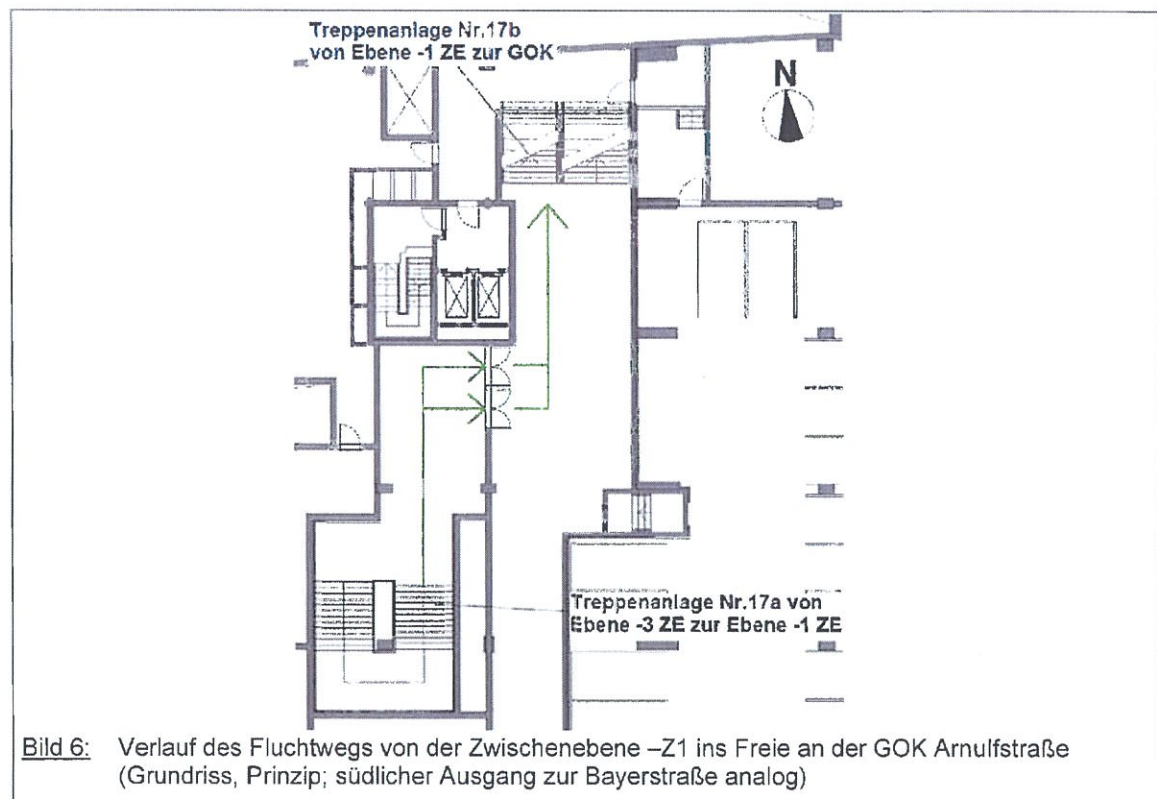 Treppenanlage Nr.17b
von Ebene -1 ZE zur GOK
N
Treppenanlage Nr.17a von
Ebene -3 ZE zur Ebene -1 ZE
Bild 6: Verlauf des Fluchtwegs von der Zwischenebene –Z1 ins Freie an der GOK Arnulfstraße
(Grundriss, Prinzip; südlicher Ausgang zur Bayerstraße analog)